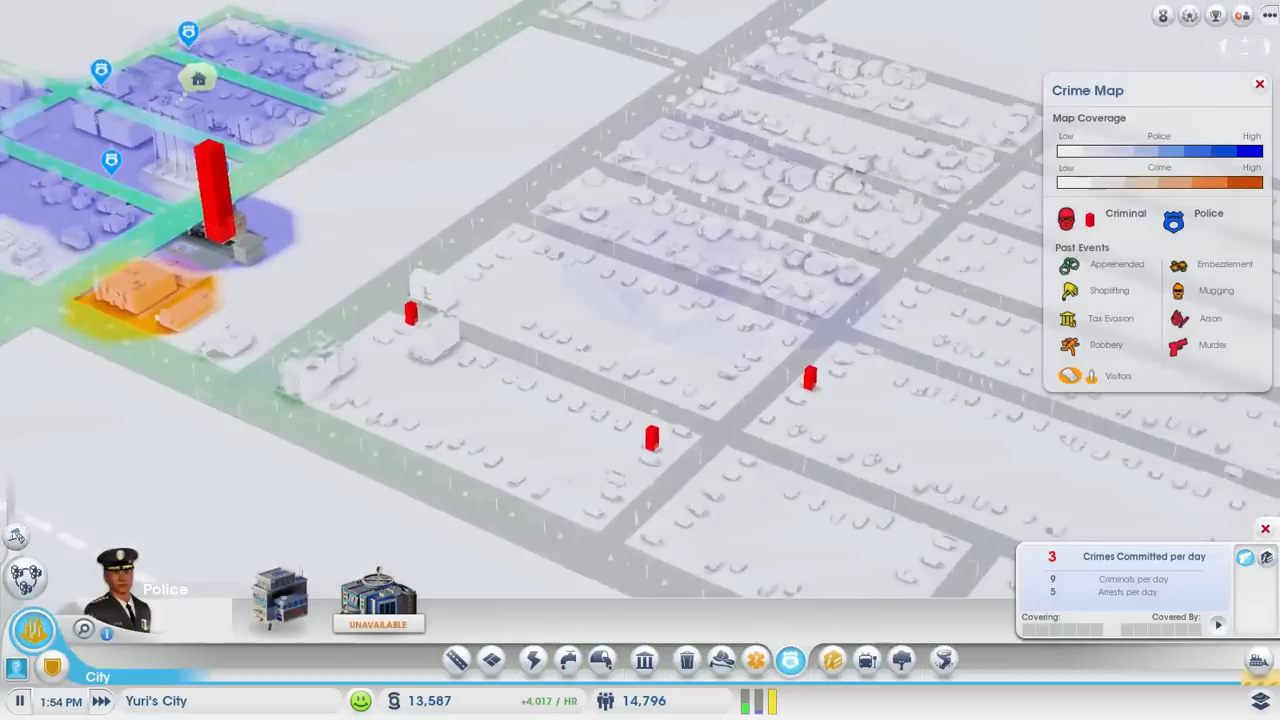 Crime Map
Map Coverage
Low Police High
Low Crime High
Criminal Police
Past Events
Apprehended Embezzlement
Shoplifting Mugging
Tax Evasion Arson
Robbery Murder
Visitors
3 Crimes Committed per day
9 Criminals per day
5 Arrests per day
Covering: Covered By:
Police
UNAVAILABLE
City
1:54 PM Yuri's City 13,587 +4,017 / HR 14,796